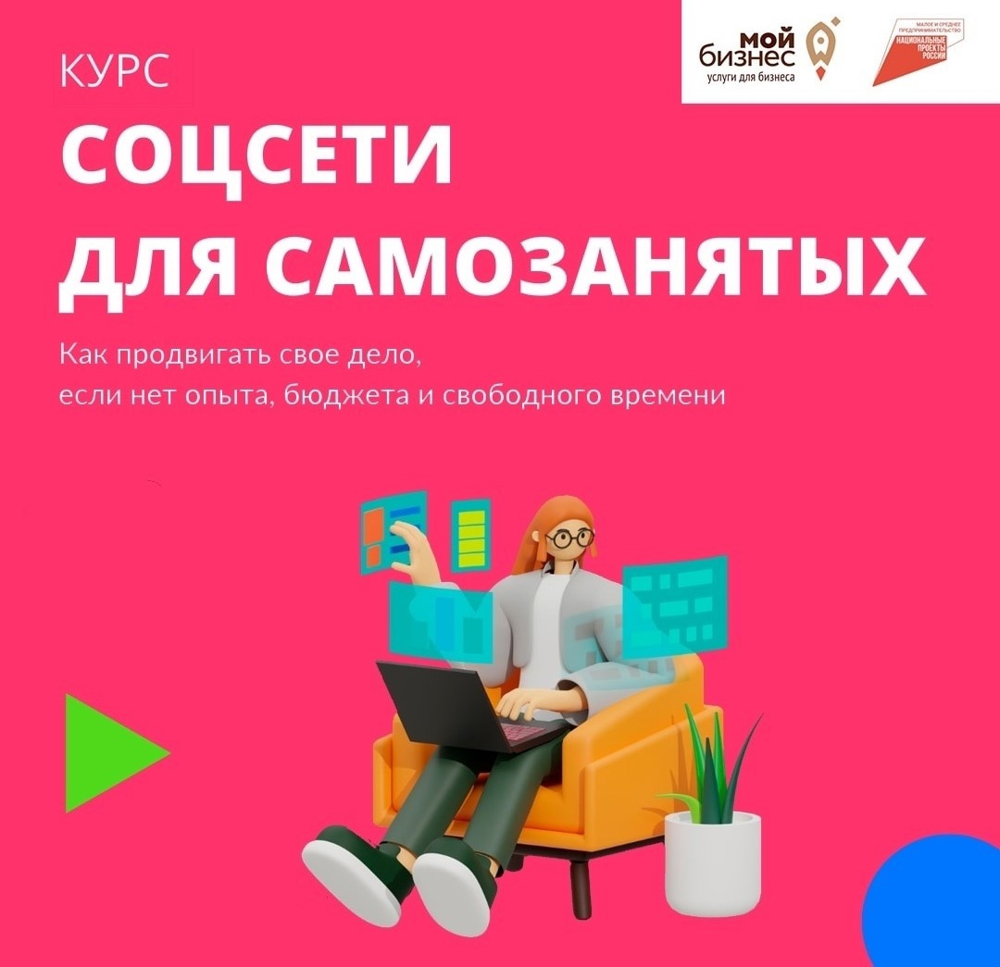 КУРС
СОЦСЕТИ
ДЛЯ САМОЗАНЯТЫХ
Как продвигать свое дело,
если нет опыта, бюджета и свободного времени
мой
бизнес
услуги для бизнеса
МАЛОЕ И СРЕДНЕЕ
ПРЕДПРИНИМАТЕЛЬСТВО
НАЦИОНАЛЬНЫЕ
ПРОЕКТЫ
РОССИИ